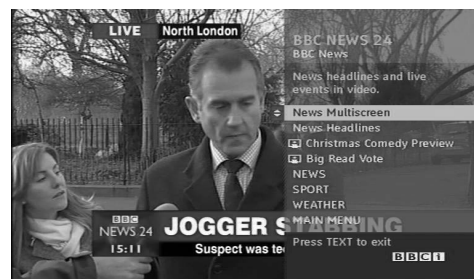 LIVE North London
BBC NEWS 24
BBC News
News headlines and live
events in video.
News Multiscreen
News Headlines
Christmas Comedy Preview
Big Read Vote
NEWS
SPORT
WEATHER
MAIN MENU
Press TEXT to exit
BBC 1
BBC
NEWS 24
15:11
JOGGER STABBING
Suspect was